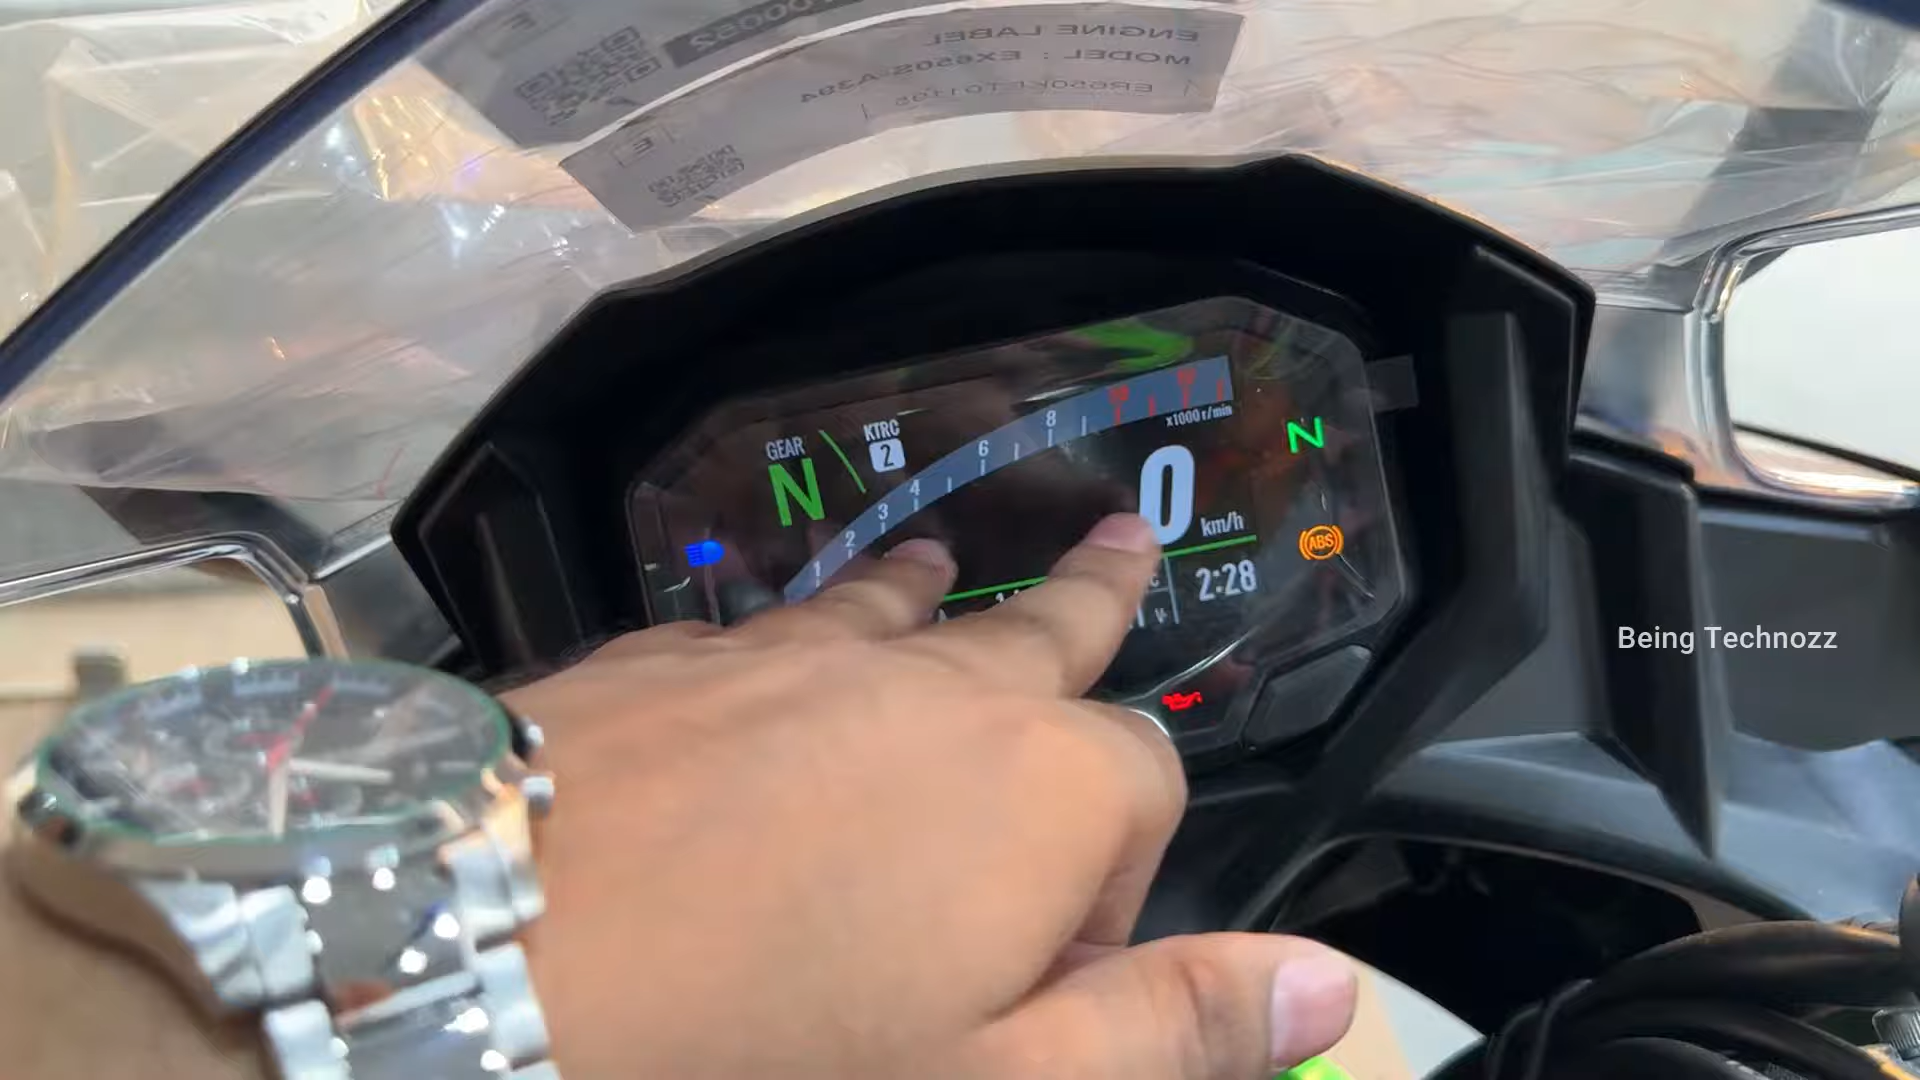 ENGINE LABEL
MODEL : EX650S-A394
GEAR
N
KTRC
2
1
2
3
4
6
8
x1000 r/min
0
km/h
N
ABS
2:28
Being Technozz